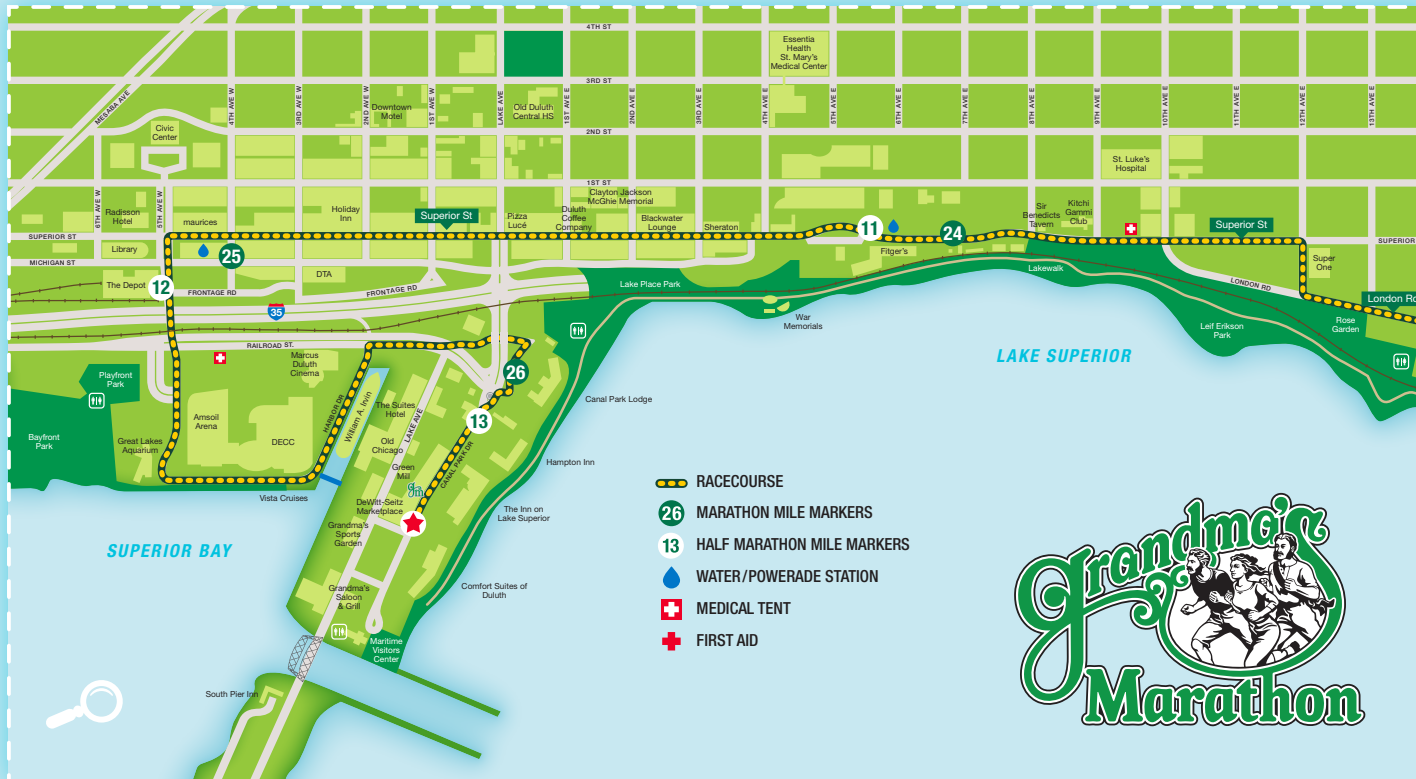 4TH ST
Essentia
Health
St. Mary's
Medical Center
3RD ST
MESABA AVE
4TH AVE W
3RD AVE W
2ND AVE W
1ST AVE W
LAKE AVE
1ST AVE E
2ND AVE E
3RD AVE E
4TH AVE E
5TH AVE E
6TH AVE E
7TH AVE E
8TH AVE E
9TH AVE E
10TH AVE E
11TH AVE E
12TH AVE E
13TH AVE E
Downtown
Motel
Old Duluth
Central HS
Civic
Center
2ND ST
St. Luke's
Hospital
1ST ST
6TH AVE W
5TH AVE W
Radisson
Hotel
maurices
Holiday
Inn
Superior St
Pizza
Lucé
Duluth
Coffee
Company
Clayton Jackson
McGhie Memorial
Blackwater
Lounge
Sheraton
11
24
Fitger's
Sir
Benedicts
Tavern
Kitchi
Gammi
Club
Superior St
SUPERIOR ST
SUPERIOR
Library
25
MICHIGAN ST
The Depot
12
DTA
FRONTAGE RD
FRONTAGE RD
35
Lake Place Park
Lakewalk
LONDON RD
Super
One
London Rd
War
Memorials
Leif Erikson
Park
Rose
Garden
RAILROAD ST.
LAKE SUPERIOR
Marcus
Duluth
Cinema
Playfront
Park
26
HARBOR DR
William A. Irvin
The Suites
Hotel
LAKE AVE
Canal Park Lodge
Amsoil
Arena
13
Bayfront
Park
Great Lakes
Aquarium
DECC
Old
Chicago
CANAL PARK DR
Green
Mill
Hampton Inn
Vista Cruises
DeWitt-Seitz
Marketplace
The Inn on
Lake Superior
Grandma's
Sports
Garden
SUPERIOR BAY
Comfort Suites of
Duluth
Grandma's
Saloon
& Grill
Maritime
Visitors
Center
South Pier Inn
RACECOURSE
26 MARATHON MILE MARKERS
13 HALF MARATHON MILE MARKERS
WATER/POWERADE STATION
MEDICAL TENT
FIRST AID
Grandma's
Marathon